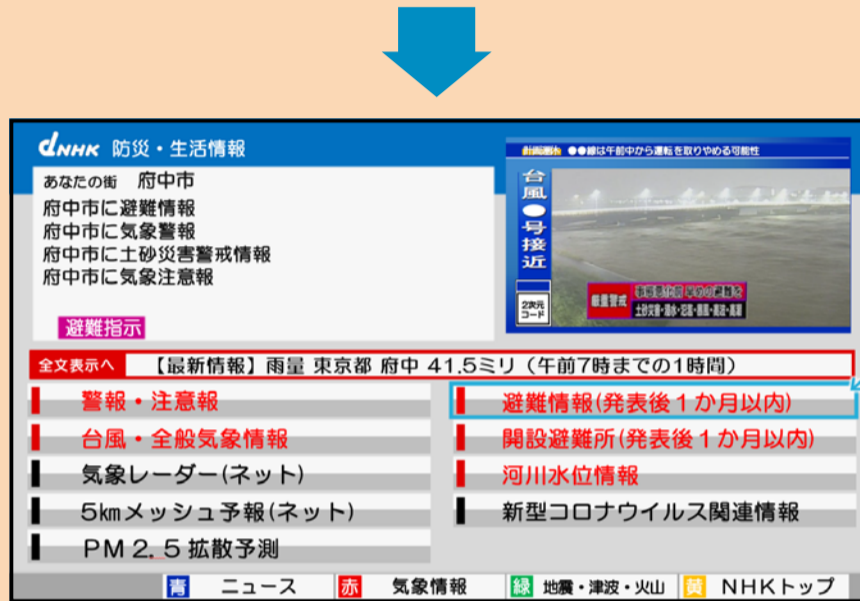 dNHK 防災・生活情報
あなたの街 府中市
府中市に避難情報
府中市に気象警報
府中市に土砂災害警戒情報
府中市に気象注意報
避難指示
●●線は午前中から運転を取りやめる可能性
台風●号接近
2次元
コード
厳重警戒
土砂災害・浸水・氾濫・暴風・高波・高潮
全文表示へ 【最新情報】雨量 東京都 府中 41.5ミリ（午前7時までの1時間）
警報・注意報
台風・全般気象情報
気象レーダー(ネット)
5kmメッシュ予報(ネット)
PM2.5拡散予測
避難情報(発表後1か月以内)
開設避難所(発表後1か月以内)
河川水位情報
新型コロナウイルス関連情報
青 ニュース 赤 気象情報 緑 地震・津波・火山 黄 NHKトップ